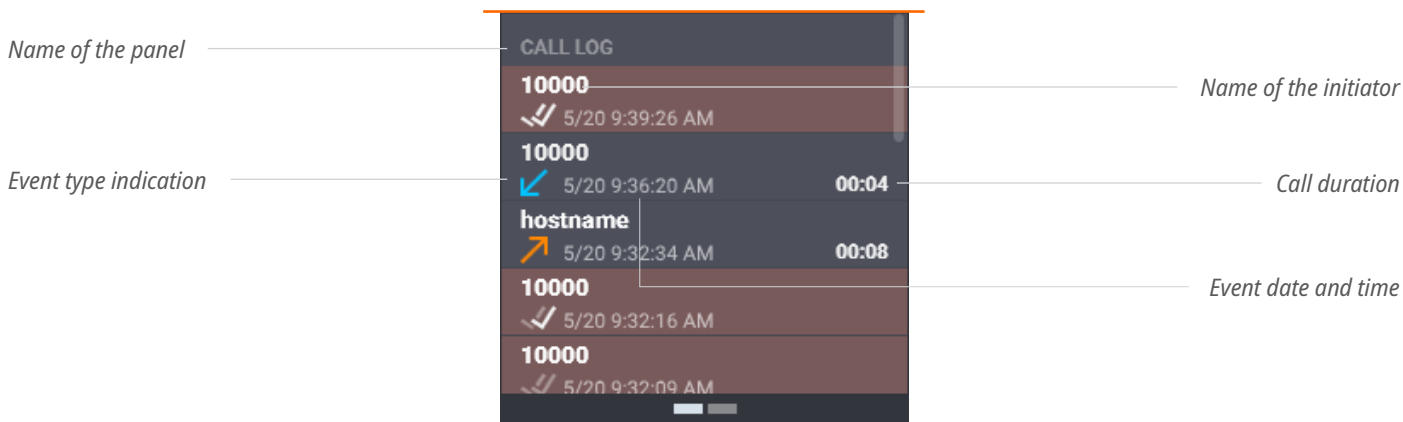 Name of the panel
CALL LOG
10000
Name of the initiator
5/20 9:39:26 AM
10000
Event type indication
5/20 9:36:20 AM
00:04
Call duration
hostname
5/20 9:32:34 AM
00:08
10000
Event date and time
5/20 9:32:16 AM
10000
5/20 9:32:09 AM